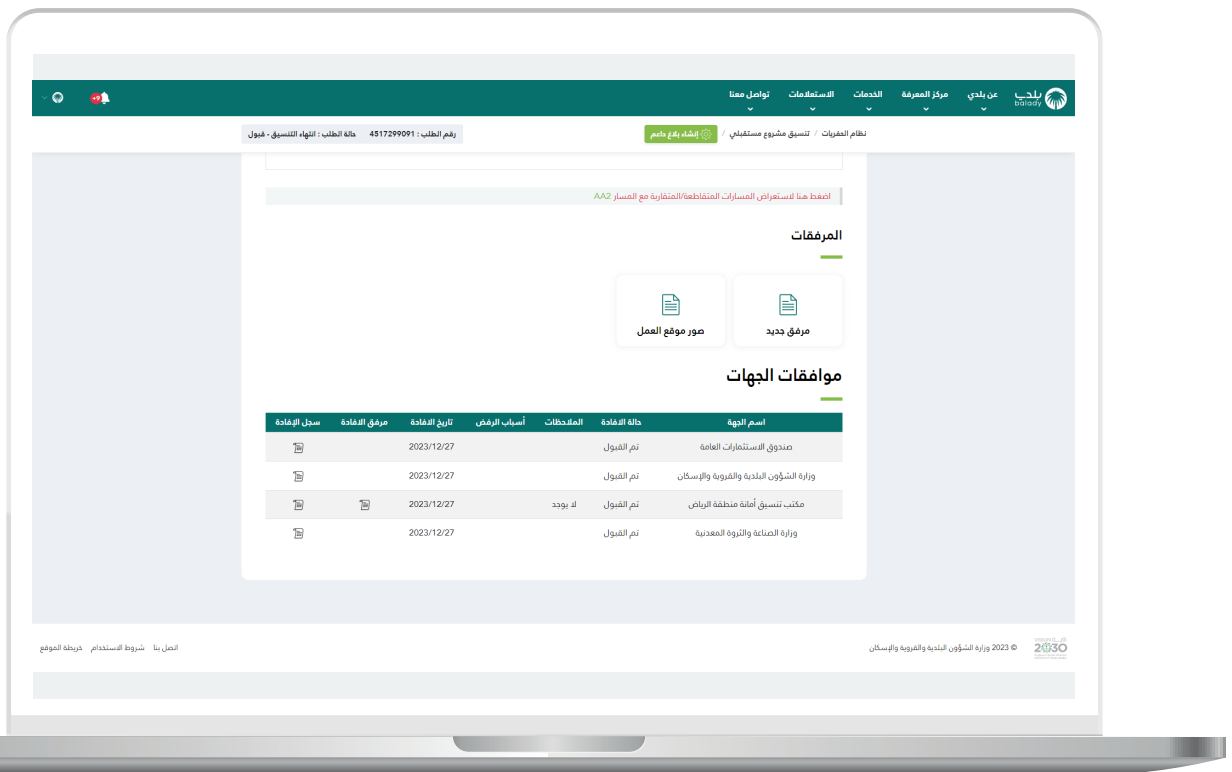 بلدي balady عن بلدي مركز المعرفة الخدمات الاستعلامات تواصل معنا +9
نظام الحفريات / تنسيق مشروع مستقبلي / إنشاء بلاغ داعم رقم الطلب : 4517299091 حالة الطلب : انتهاء التنسيق - قبول
اضغط هنا لاستعراض المسارات المتقاطعة/المتقاربة مع المسار AA2
المرفقات
مرفق جديد صور موقع العمل
موافقات الجهات
اسم الجهة حالة الافادة الملاحظات أسباب الرفض تاريخ الافادة مرفق الافادة سجل الإفادة
صندوق الاستثمارات العامة تم القبول 2023/12/27
وزارة الشؤون البلدية والقروية والإسكان تم القبول 2023/12/27
مكتب تنسيق أمانة منطقة الرياض تم القبول لا يوجد 2023/12/27
وزارة الصناعة والثروة المعدنية تم القبول 2023/12/27
2030 © 2023 وزارة الشؤون البلدية والقروية والإسكان اتصل بنا شروط الاستخدام خريطة الموقع